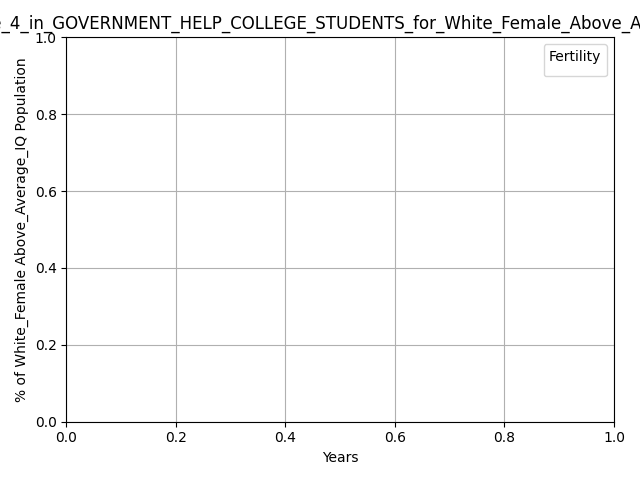 e_4_in_GOVERNMENT_HELP_COLLEGE_STUDENTS_for_White_Female_Above_A
Fertility
% of White_Female Above_Average_IQ Population
1.0
0.8
0.6
0.4
0.2
0.0
0.0 0.2 0.4 0.6 0.8 1.0
Years